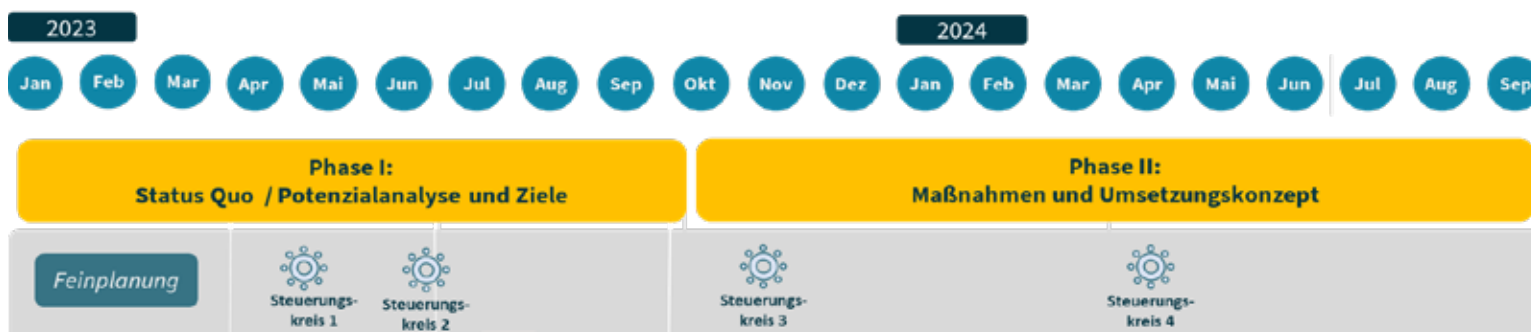 2023
2024
Jan Feb Mar Apr Mai Jun Jul Aug Sep Okt Nov Dez Jan Feb Mar Apr Mai Jun Jul Aug Sep
Phase I:
Status Quo / Potenzialanalyse und Ziele
Phase II:
Maßnahmen und Umsetzungskonzept
Feinplanung
Steuerungs-
kreis 1
Steuerungs-
kreis 2
Steuerungs-
kreis 3
Steuerungs-
kreis 4